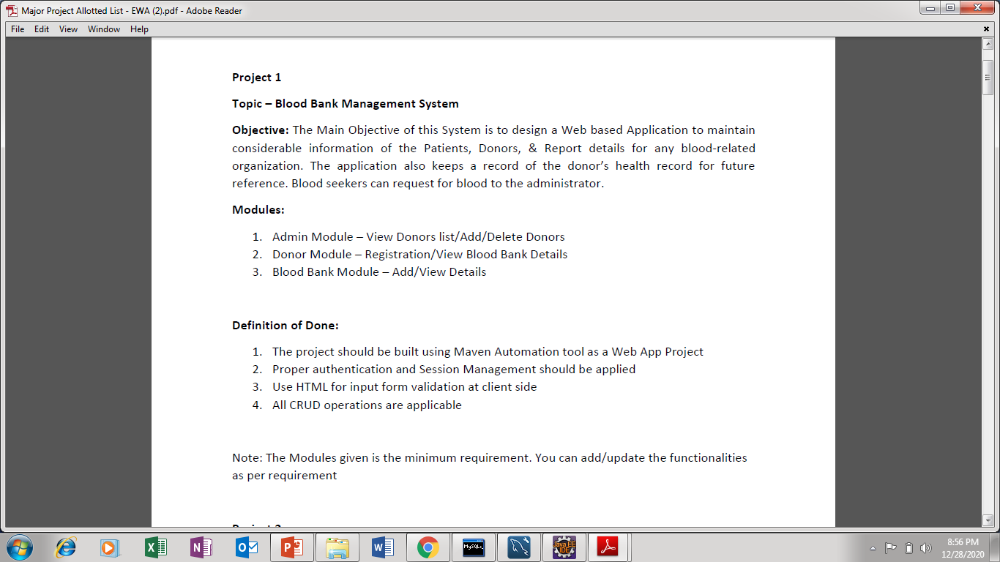 Major Project Allotted List - EWA (2).pdf - Adobe Reader
File Edit View Window Help
Project 1
Topic – Blood Bank Management System
Objective: The Main Objective of this System is to design a Web based Application to maintain
considerable information of the Patients, Donors, & Report details for any blood-related
organization. The application also keeps a record of the donor’s health record for future
reference. Blood seekers can request for blood to the administrator.
Modules:
1. Admin Module – View Donors list/Add/Delete Donors
2. Donor Module – Registration/View Blood Bank Details
3. Blood Bank Module – Add/View Details
Definition of Done:
1. The project should be built using Maven Automation tool as a Web App Project
2. Proper authentication and Session Management should be applied
3. Use HTML for input form validation at client side
4. All CRUD operations are applicable
Note: The Modules given is the minimum requirement. You can add/update the functionalities
as per requirement
MySQL
Java EE
IDE
8:56 PM
12/28/2020